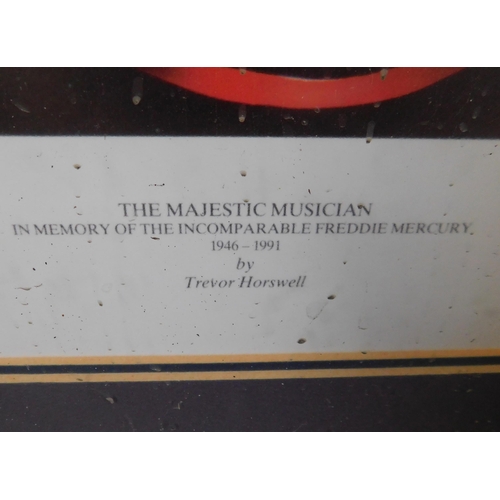 THE MAJESTIC MUSICIAN
IN MEMORY OF THE INCOMPARABLE FREDDIE MERCURY
1946 – 1991
by
Trevor Horswell